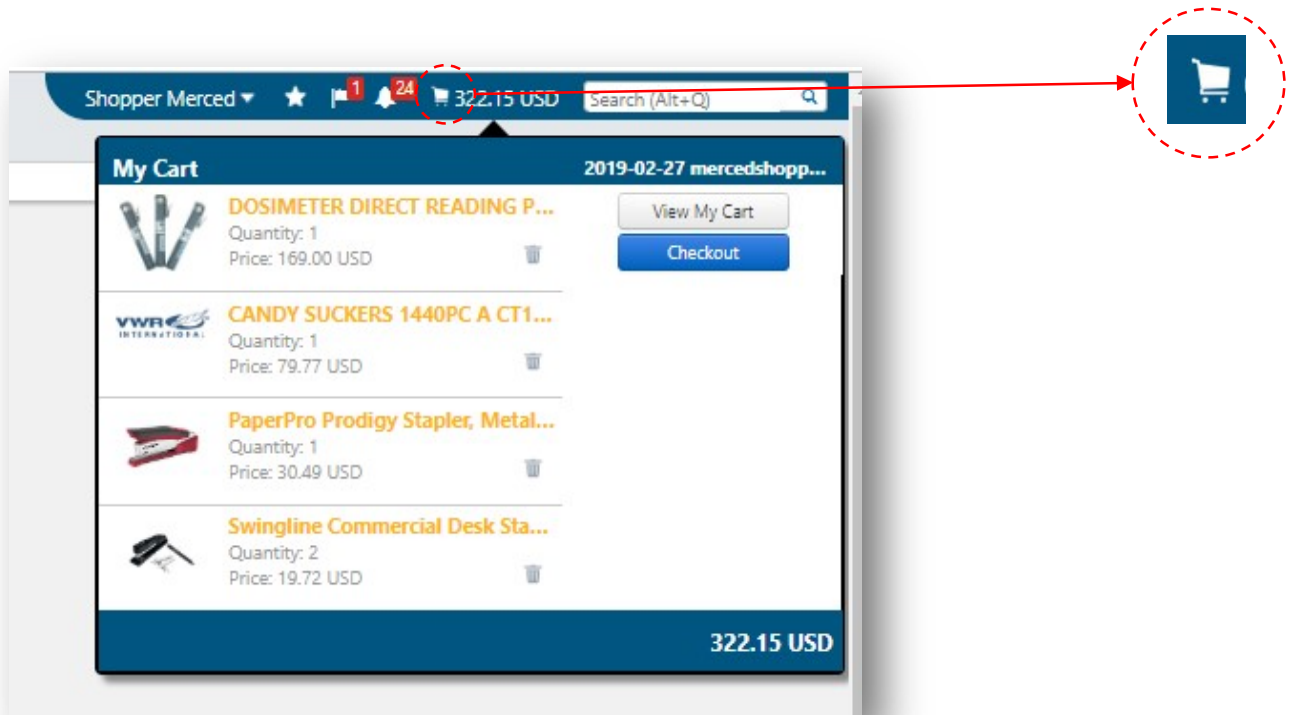 Shopper Merced 1 24 322.15 USD Search (Alt+Q)
My Cart 2019-02-27 mercedshopp...
DOSIMETER DIRECT READING P...
Quantity: 1
Price: 169.00 USD
View My Cart
Checkout
VWR
INTERNATIONAL
CANDY SUCKERS 1440PC A CT1...
Quantity: 1
Price: 79.77 USD
PaperPro Prodigy Stapler, Metal...
Quantity: 1
Price: 30.49 USD
Swingline Commercial Desk Sta...
Quantity: 2
Price: 19.72 USD
322.15 USD